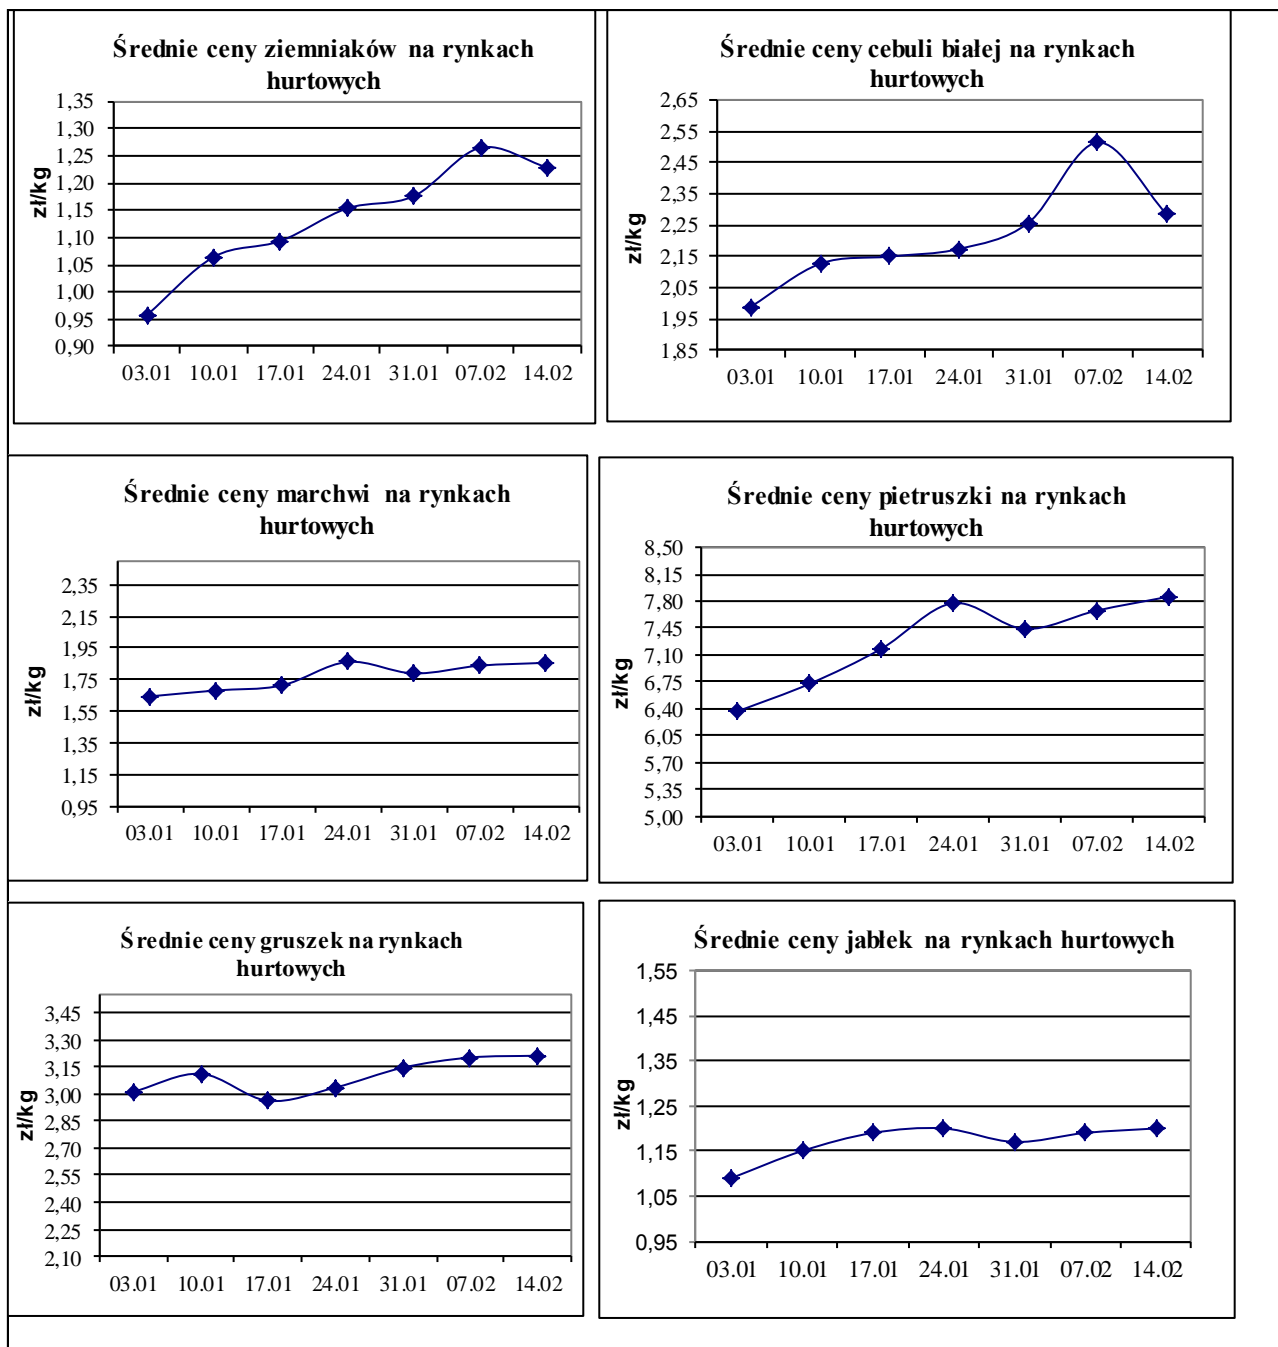 Średnie ceny ziemniaków na rynkach
hurtowych
zł/kg
1,35
1,30
1,25
1,20
1,15
1,10
1,05
1,00
0,95
0,90
03.01 10.01 17.01 24.01 31.01 07.02 14.02
Średnie ceny cebuli białej na rynkach
hurtowych
zł/kg
2,65
2,55
2,45
2,35
2,25
2,15
2,05
1,95
1,85
03.01 10.01 17.01 24.01 31.01 07.02 14.02
Średnie ceny marchwi na rynkach
hurtowych
zł/kg
2,35
2,15
1,95
1,75
1,55
1,35
1,15
0,95
03.01 10.01 17.01 24.01 31.01 07.02 14.02
Średnie ceny pietruszki na rynkach
hurtowych
zł/kg
8,50
8,15
7,80
7,45
7,10
6,75
6,40
6,05
5,70
5,35
5,00
03.01 10.01 17.01 24.01 31.01 07.02 14.02
Średnie ceny gruszek na rynkach
hurtowych
zł/kg
3,45
3,30
3,15
3,00
2,85
2,70
2,55
2,40
2,25
2,10
03.01 10.01 17.01 24.01 31.01 07.02 14.02
Średnie ceny jabłek na rynkach hurtowych
zł/kg
1,55
1,45
1,35
1,25
1,15
1,05
0,95
03.01 10.01 17.01 24.01 31.01 07.02 14.02